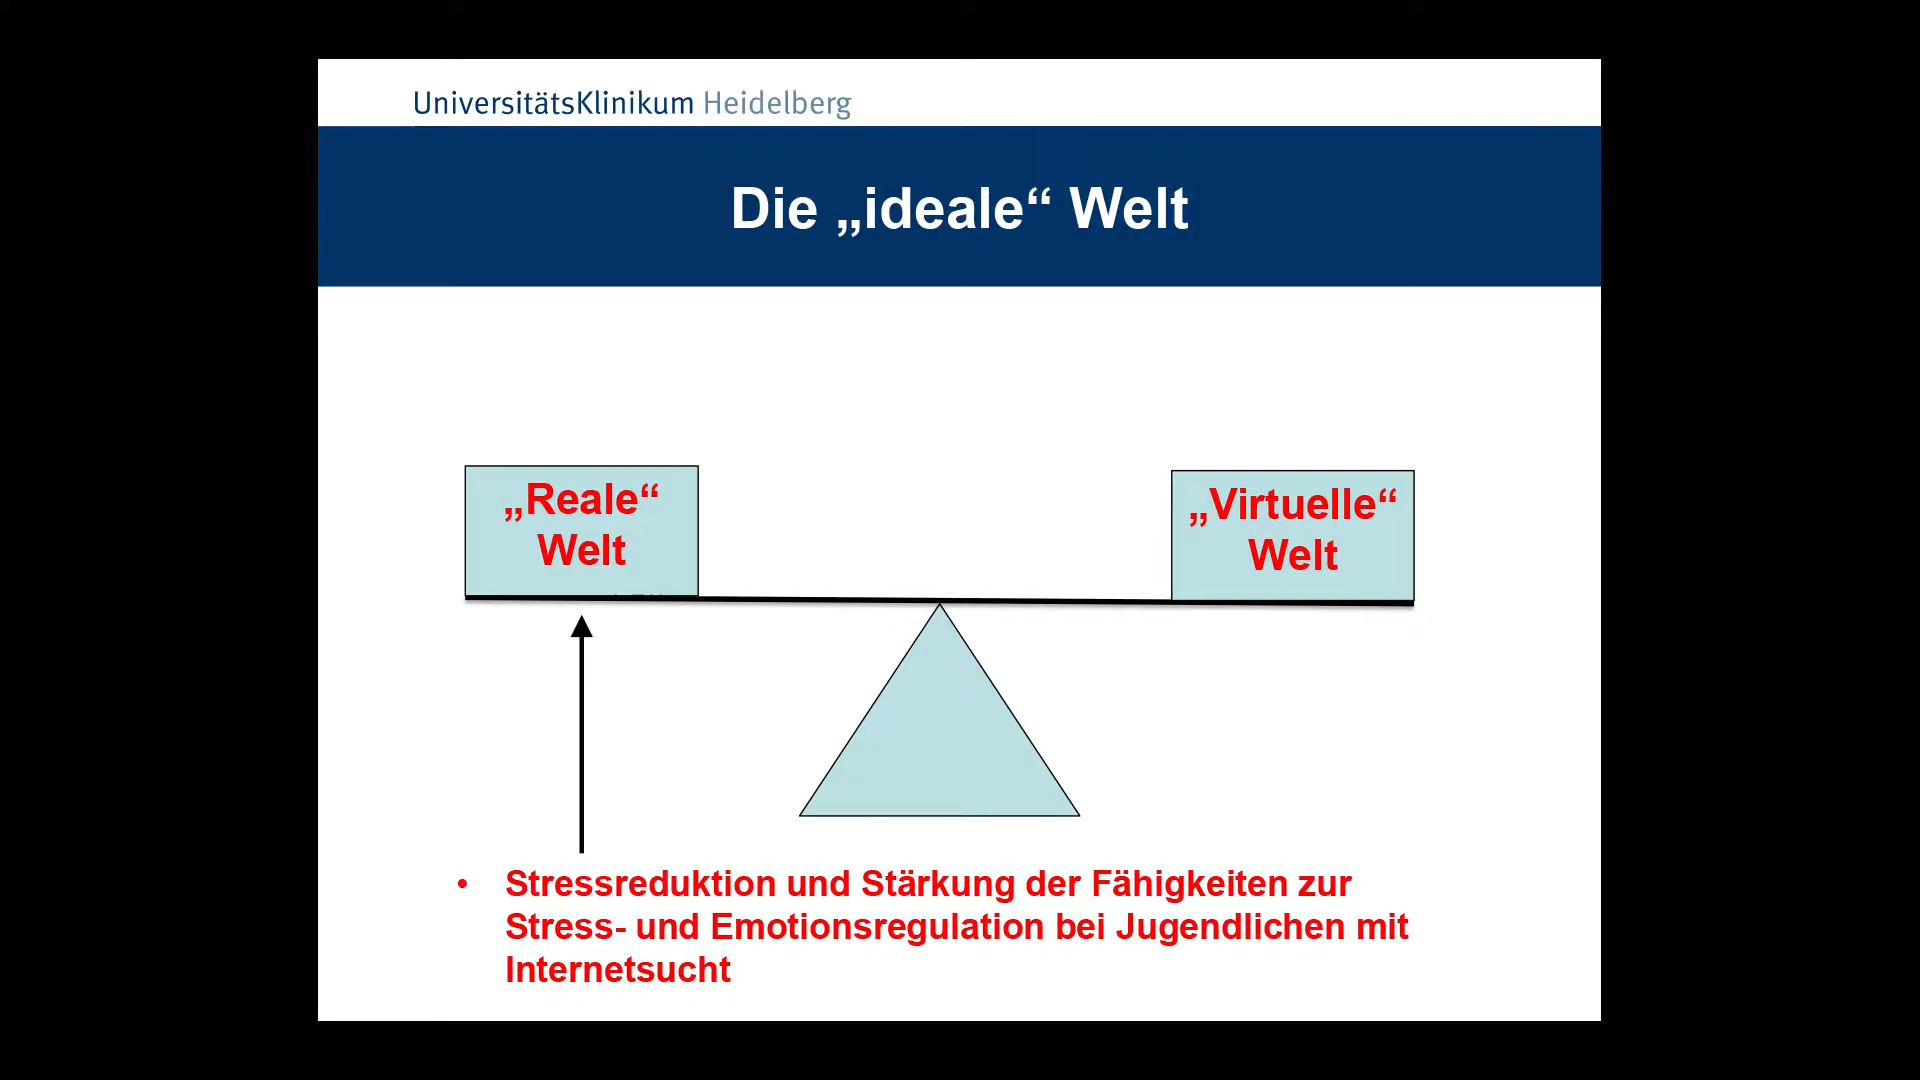 UniversitätsKlinikum Heidelberg
Die „ideale“ Welt
„Reale“
Welt
„Virtuelle“
Welt
• Stressreduktion und Stärkung der Fähigkeiten zur
Stress- und Emotionsregulation bei Jugendlichen mit
Internetsucht